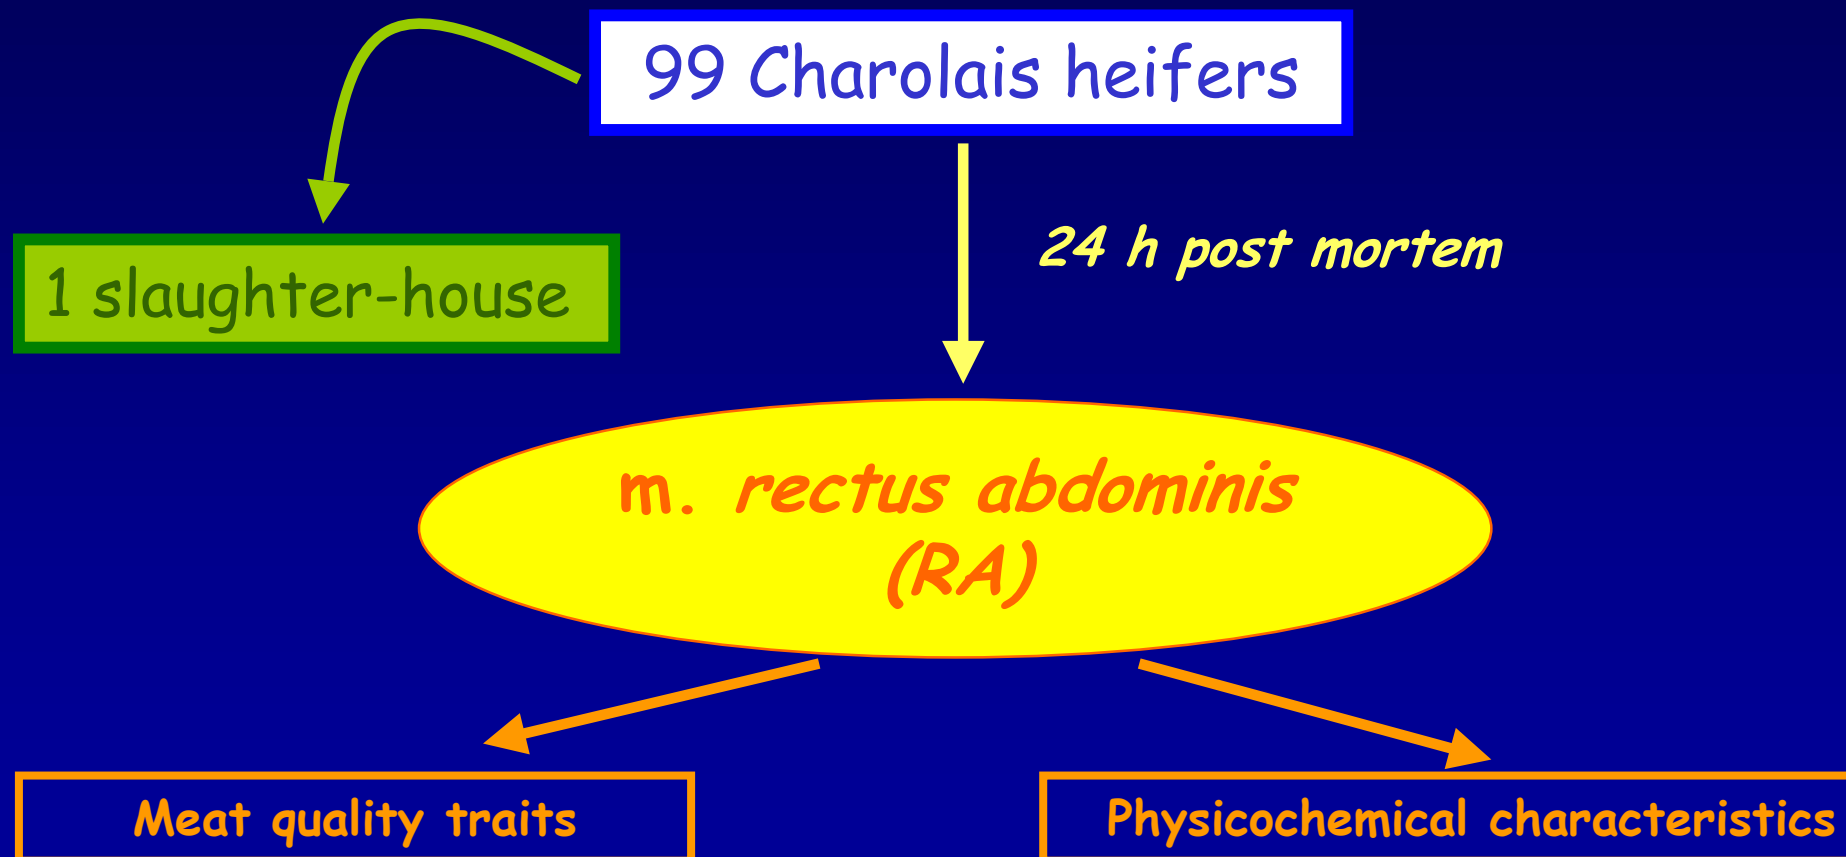 99 Charolais heifers
24 h post mortem
1 slaughter-house
m. rectus abdominis
(RA)
Meat quality traits
Physicochemical characteristics